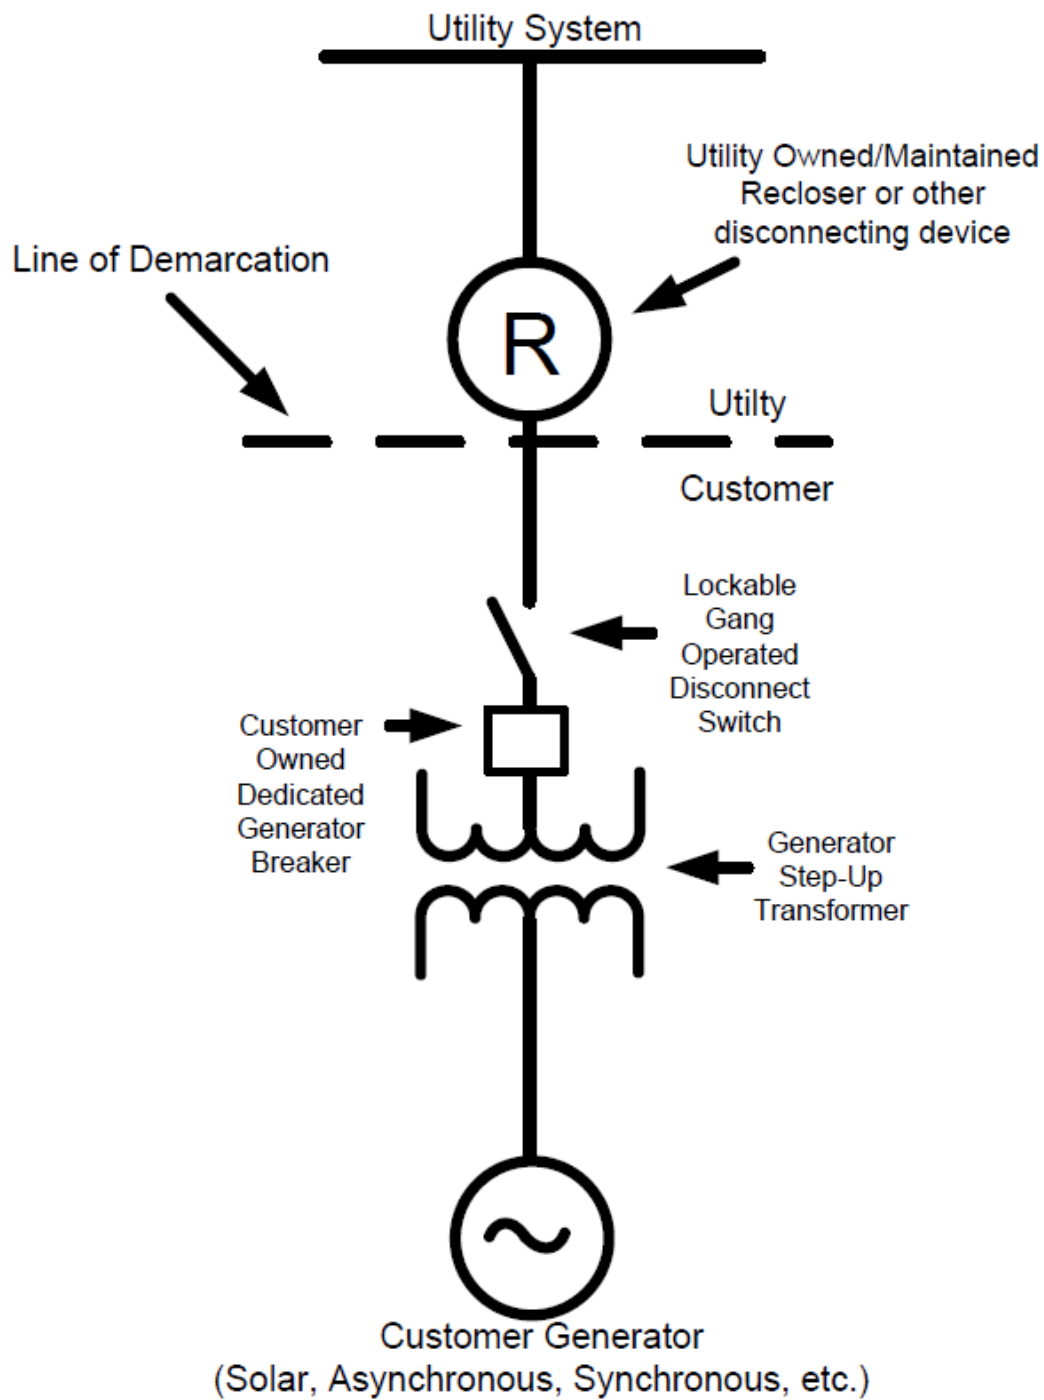 Utility System
Utility Owned/Maintained
Recloser or other
disconnecting device
Line of Demarcation
R
Utilty
Customer
Lockable
Gang
Operated
Disconnect
Switch
Customer
Owned
Dedicated
Generator
Breaker
Generator
Step-Up
Transformer
Customer Generator
(Solar, Asynchronous, Synchronous, etc.)